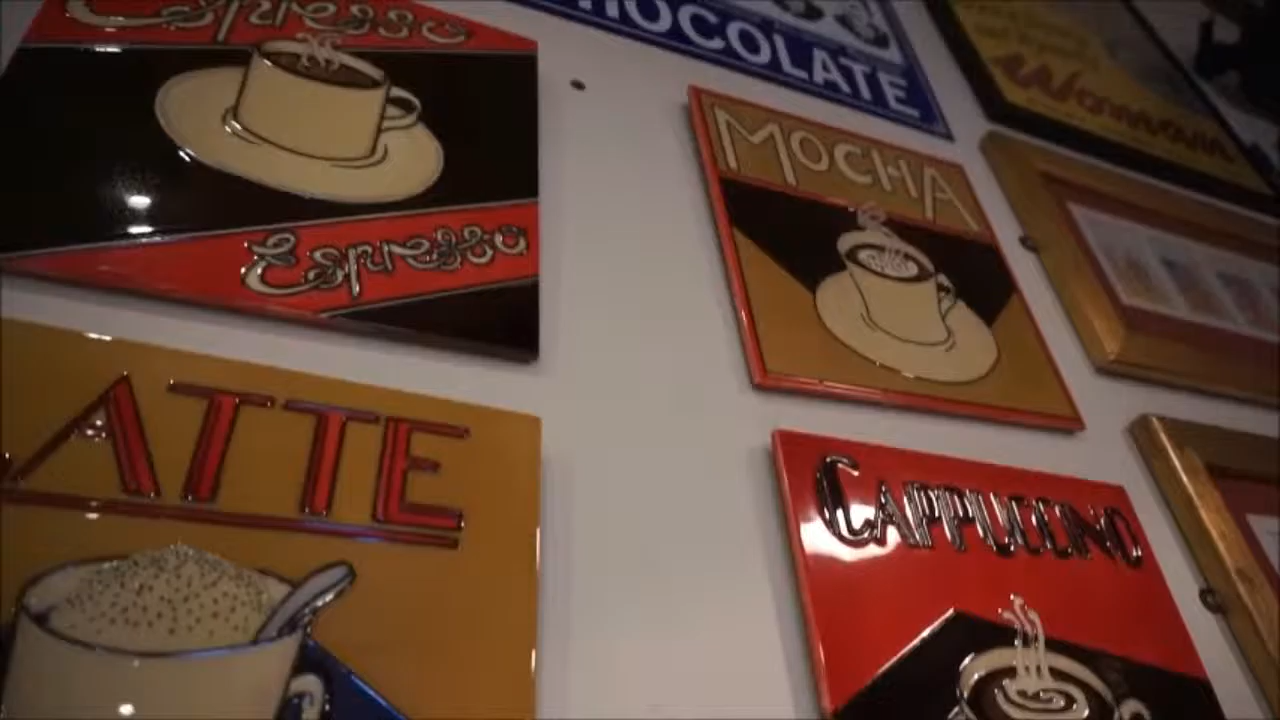 Espresso
Espresso
HOCOLATE
MOCHA
ATTE
CAPPUCCINO